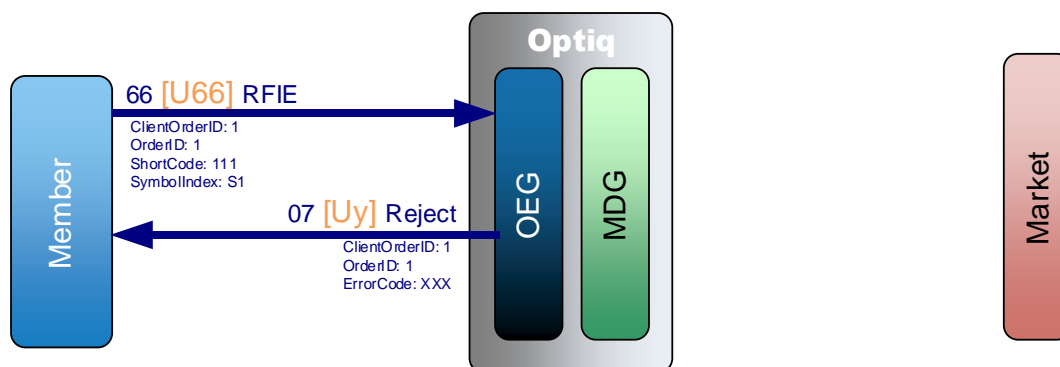 Optiq
66 [U66] RFIE
ClientOrderID: 1
OrderID: 1
ShortCode: 111
SymbolIndex: S1
Member
OEG
MDG
Market
07 [Uy] Reject
ClientOrderID: 1
OrderID: 1
ErrorCode: XXX